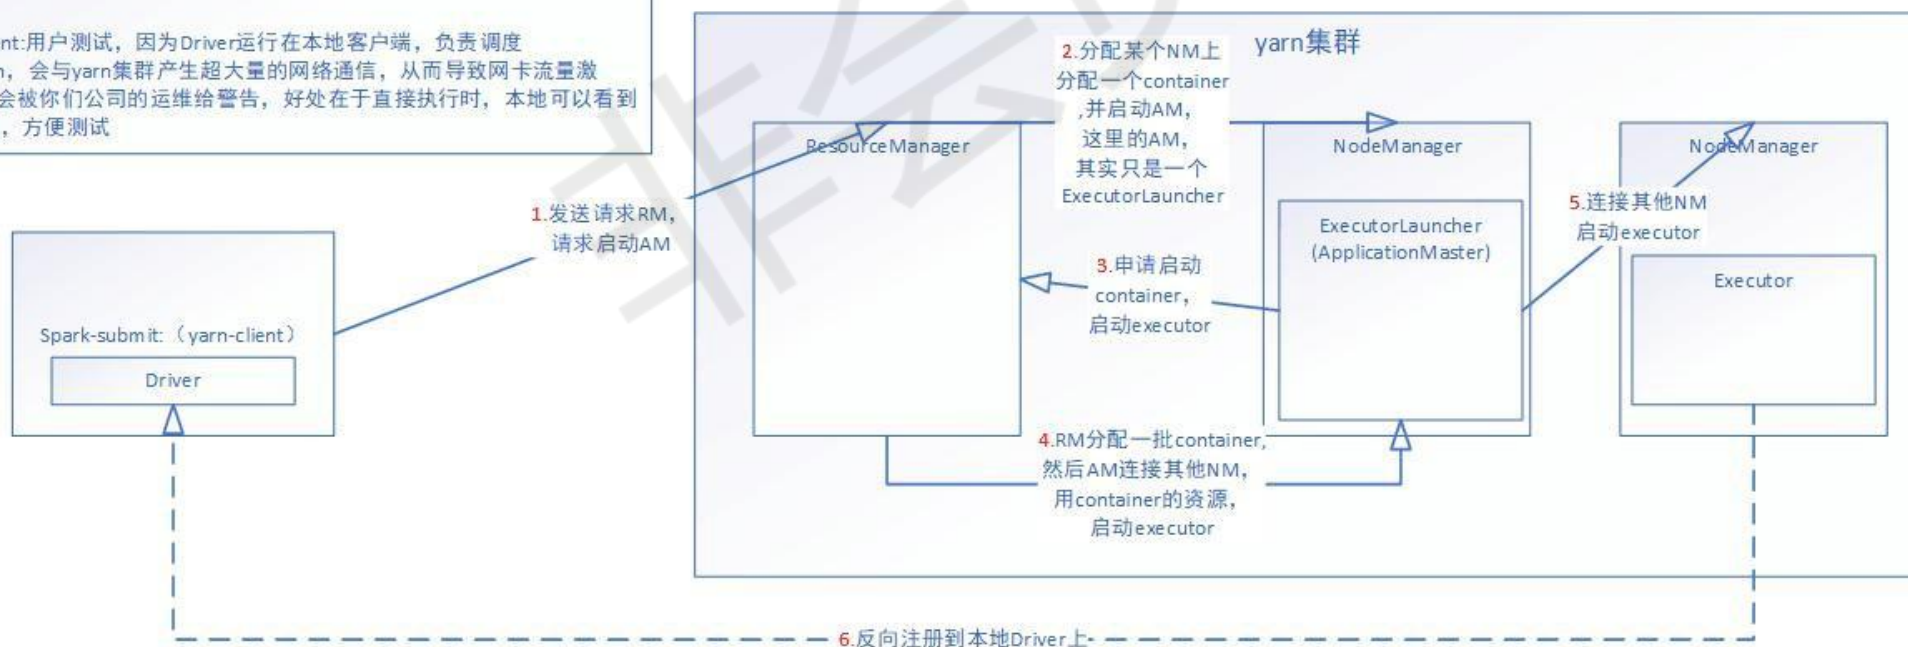 nt:用户测试，因为Driver运行在本地客户端，负责调度
，会与yarn集群产生超大量的网络通信，从而导致网卡流量激
会被你们公司的运维给警告，好处在于直接执行时，本地可以看到
，方便测试
yarn集群
1.发送请求RM，
请求启动AM
Spark-submit:（yarn-client）
Driver
ResourceManager
2.分配某个NM上
分配一个container
,并启动AM，
这里的AM，
其实只是一个
ExecutorLauncher
NodeManager
ExecutorLauncher
(ApplicationMaster)
3.申请启动
container，
启动executor
4.RM分配一批container,
然后AM连接其他NM，
用container的资源，
启动executor
5.连接其他NM
启动executor
NodeManager
Executor
6.反向注册到本地Driver上
非会